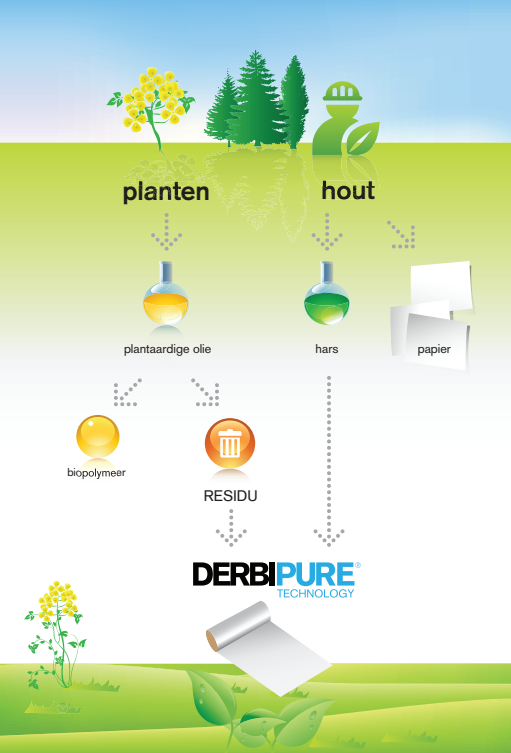 planten
hout
plantaardige olie
hars
papier
biopolymeer
RESIDU
DERBIPURE®
TECHNOLOGY